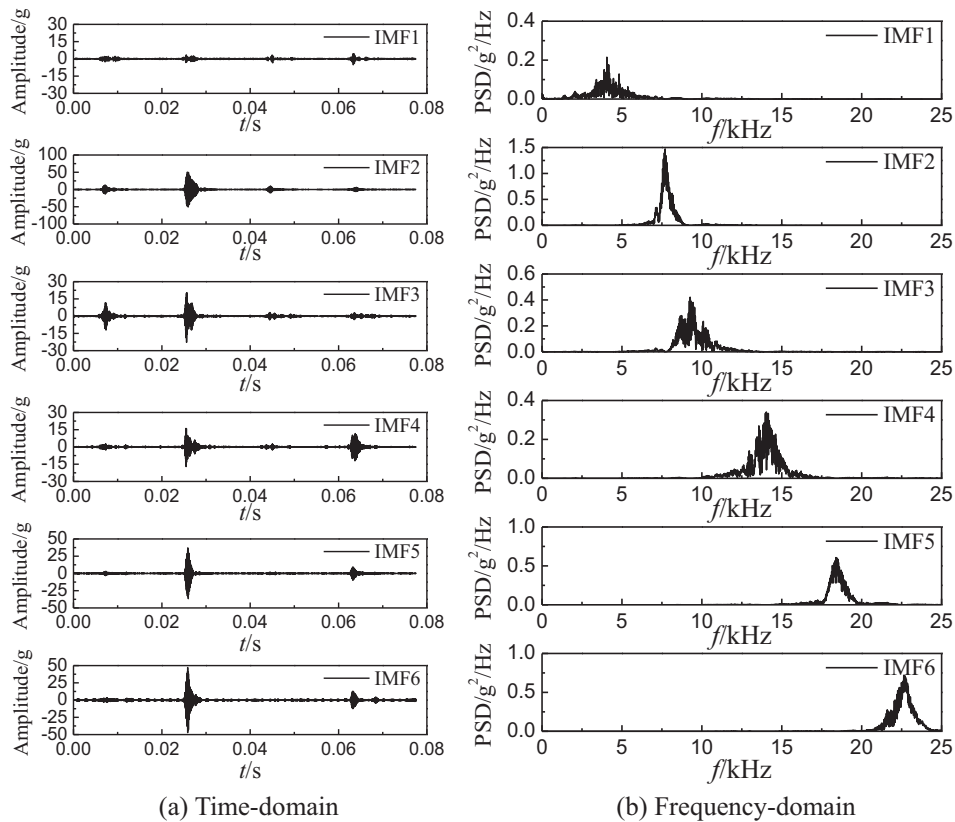 Amplitude/g
30
15
0
-15
-30
IMF1
0.00 0.02 0.04 0.06 0.08
t/s
Amplitude/g
100
50
0
50
100
IMF2
0.00 0.02 0.04 0.06 0.08
t/s
Amplitude/g
30
15
0
-15
-30
IMF3
0.00 0.02 0.04 0.06 0.08
t/s
Amplitude/g
30
15
0
-15
-30
IMF4
0.00 0.02 0.04 0.06 0.08
t/s
Amplitude/g
50
25
0
-25
-50
IMF5
0.00 0.02 0.04 0.06 0.08
t/s
Amplitude/g
50
25
0
-25
-50
IMF6
0.00 0.02 0.04 0.06 0.08
t/s
(a) Time-domain
PSD/g²/Hz
0.4
0.2
0.0
IMF1
0 5 10 15 20 25
f/kHz
PSD/g²/Hz
1.5
1.0
0.5
0.0
IMF2
0 5 10 15 20 25
f/kHz
PSD/g²/Hz
0.6
0.4
0.2
0.0
IMF3
0 5 10 15 20 25
f/kHz
PSD/g²/Hz
0.4
0.2
0.0
IMF4
0 5 10 15 20 25
f/kHz
PSD/g²/Hz
1.0
0.5
0.0
IMF5
0 5 10 15 20 25
f/kHz
PSD/g²/Hz
1.0
0.5
0.0
IMF6
0 5 10 15 20 25
f/kHz
(b) Frequency-domain